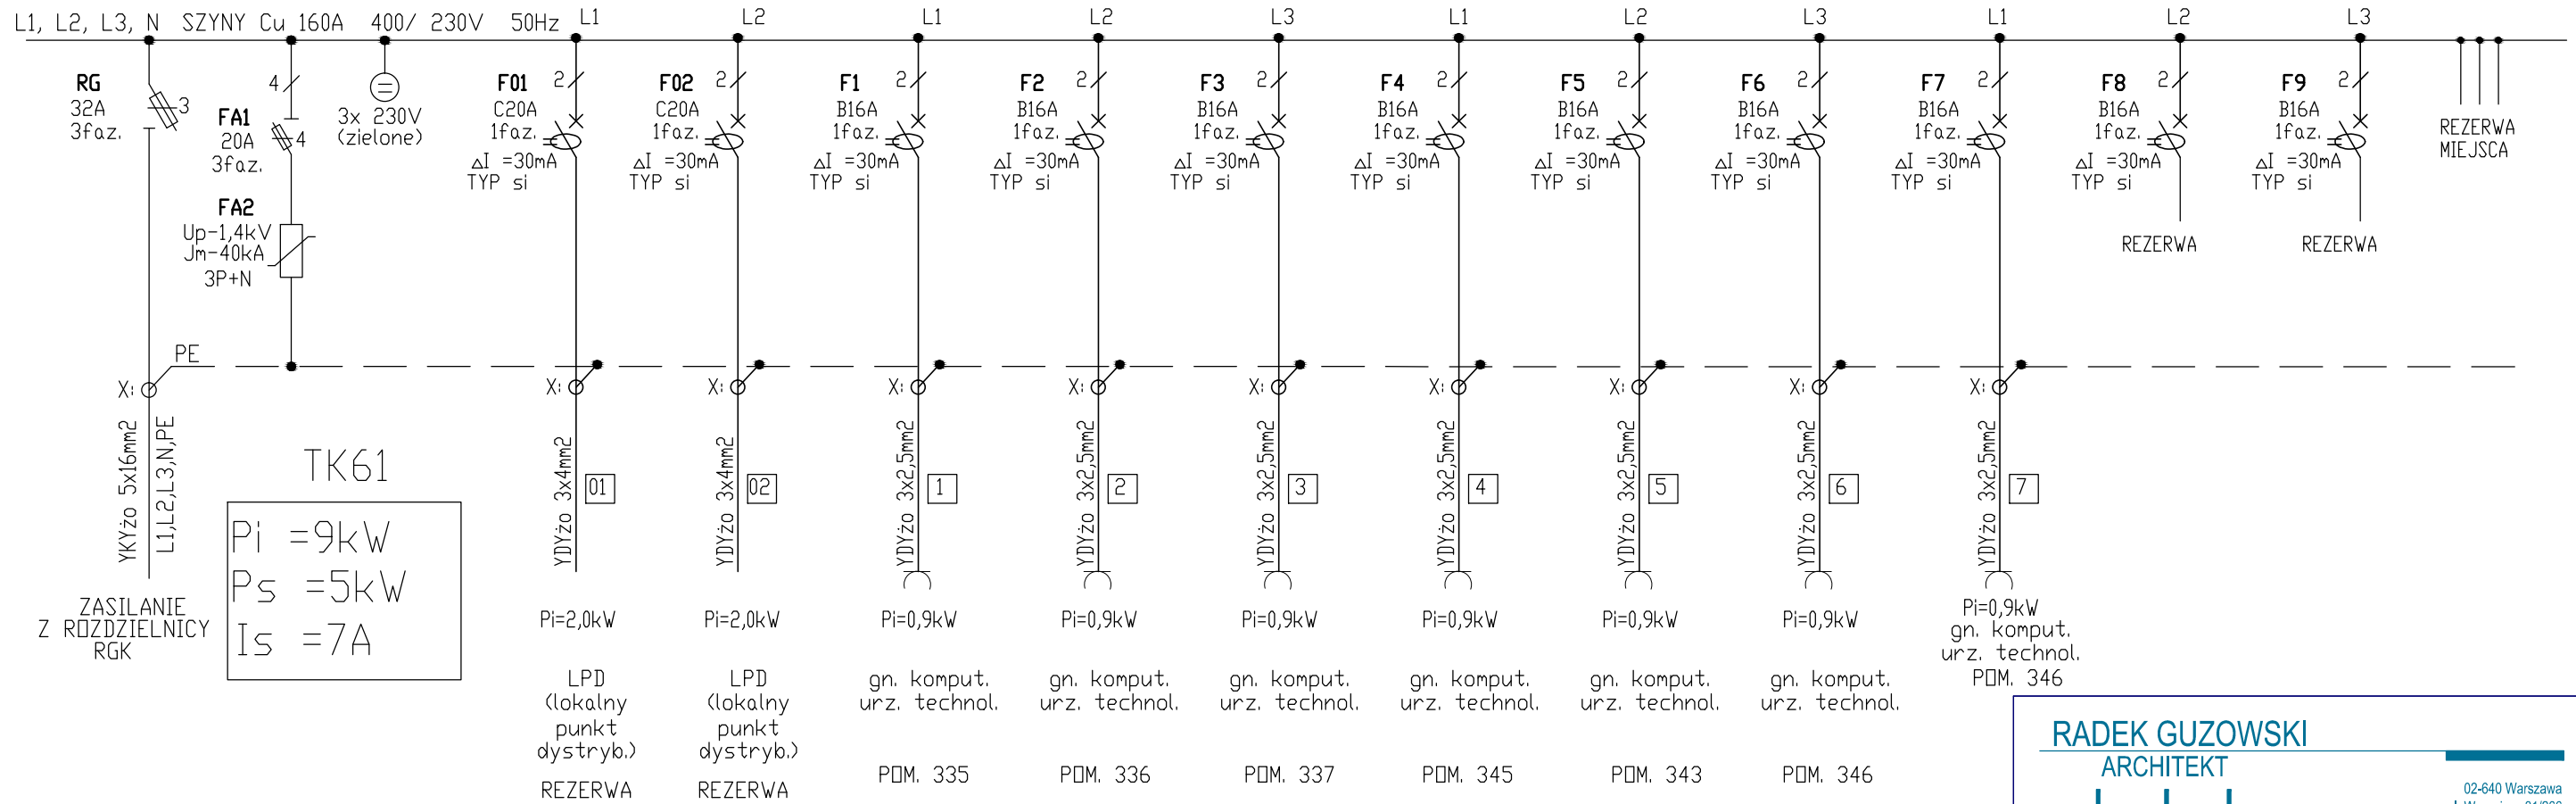 L1, L2, L3, N SZYNY Cu 160A 400/ 230V 50Hz
L1
L2
L1
L2
L3
L1
L2
L3
L1
L2
L3
RG
32A
3faz.
3
4
FA1
20A
3faz.
4
3x 230V
(zielone)
FA2
Up-1,4kV
Jm-40kA
3P+N
F01
2
C20A
1faz.
△I =30mA
TYP si
F02
2
C20A
1faz.
△I =30mA
TYP si
F1
2
B16A
1faz.
△I =30mA
TYP si
F2
2
B16A
1faz.
△I =30mA
TYP si
F3
2
B16A
1faz.
△I =30mA
TYP si
F4
2
B16A
1faz.
△I =30mA
TYP si
F5
2
B16A
1faz.
△I =30mA
TYP si
F6
2
B16A
1faz.
△I =30mA
TYP si
F7
2
B16A
1faz.
△I =30mA
TYP si
F8
2
B16A
1faz.
△I =30mA
TYP si
REZERWA
F9
2
B16A
1faz.
△I =30mA
TYP si
REZERWA
REZERWA
MIEJSCA
PE
X:
X:
X:
X:
X:
X:
X:
X:
X:
X:
YKYżo 5x16mm2
L1,L2,L3,N,PE
ZASILANIE
Z ROZDZIELNICY
RGK
TK61
Pi =9kW
Ps =5kW
Is =7A
YDYżo 3x4mm2
01
Pi=2,0kW
LPD
(lokalny
punkt
dystryb.)
REZERWA
YDYżo 3x4mm2
02
Pi=2,0kW
LPD
(lokalny
punkt
dystryb.)
REZERWA
YDYżo 3x2,5mm2
1
Pi=0,9kW
gn. komput.
urz. technol.
POM. 335
YDYżo 3x2,5mm2
2
Pi=0,9kW
gn. komput.
urz. technol.
POM. 336
YDYżo 3x2,5mm2
3
Pi=0,9kW
gn. komput.
urz. technol.
POM. 337
YDYżo 3x2,5mm2
4
Pi=0,9kW
gn. komput.
urz. technol.
POM. 345
YDYżo 3x2,5mm2
5
Pi=0,9kW
gn. komput.
urz. technol.
POM. 343
YDYżo 3x2,5mm2
6
Pi=0,9kW
gn. komput.
urz. technol.
POM. 346
YDYżo 3x2,5mm2
7
Pi=0,9kW
gn. komput.
urz. technol.
POM. 346
RADEK GUZOWSKI
ARCHITEKT
02-640 Warszawa